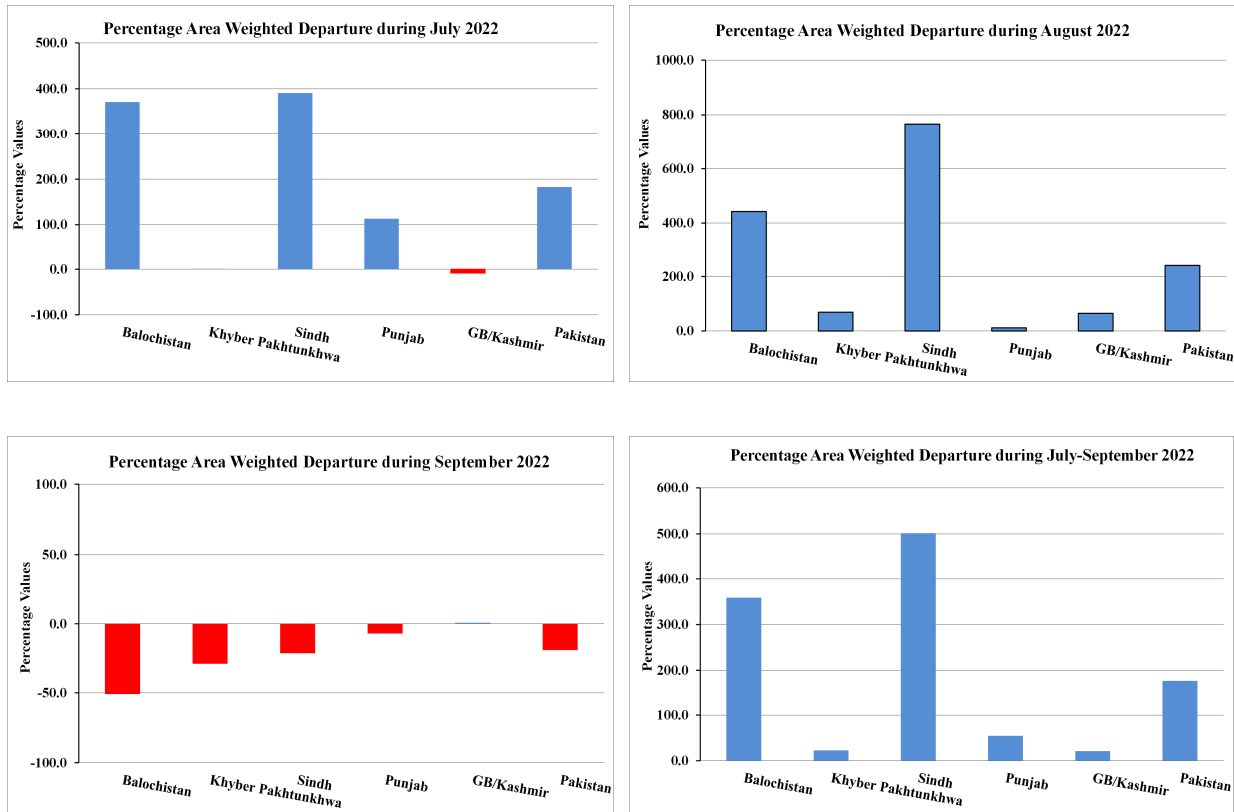 Percentage Area Weighted Departure during July 2022
Percentage Values
500.0
400.0
300.0
200.0
100.0
0.0
-100.0
Balochistan
Khyber Pakhtunkhwa
Sindh
Punjab
GB/Kashmir
Pakistan
Percentage Area Weighted Departure during August 2022
Percentage Values
1000.0
800.0
600.0
400.0
200.0
0.0
Balochistan
Khyber Pakhtunkhwa
Sindh
Punjab
GB/Kashmir
Pakistan
Percentage Area Weighted Departure during September 2022
Percentage Values
100.0
50.0
0.0
-50.0
-100.0
Balochistan
Khyber Pakhtunkhwa
Sindh
Punjab
GB/Kashmir
Pakistan
Percentage Area Weighted Departure during July-September 2022
Percentage Values
600.0
500.0
400.0
300.0
200.0
100.0
0.0
Balochistan
Khyber Pakhtunkhwa
Sindh
Punjab
GB/Kashmir
Pakistan